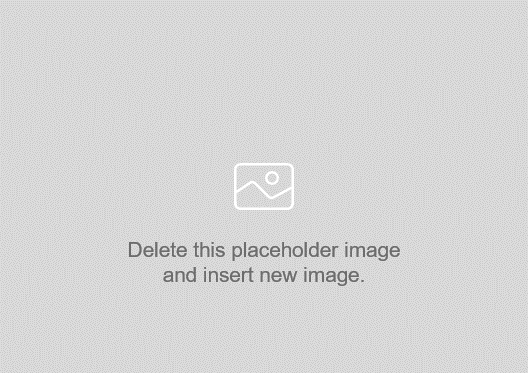 Delete this placeholder image
and insert new image.